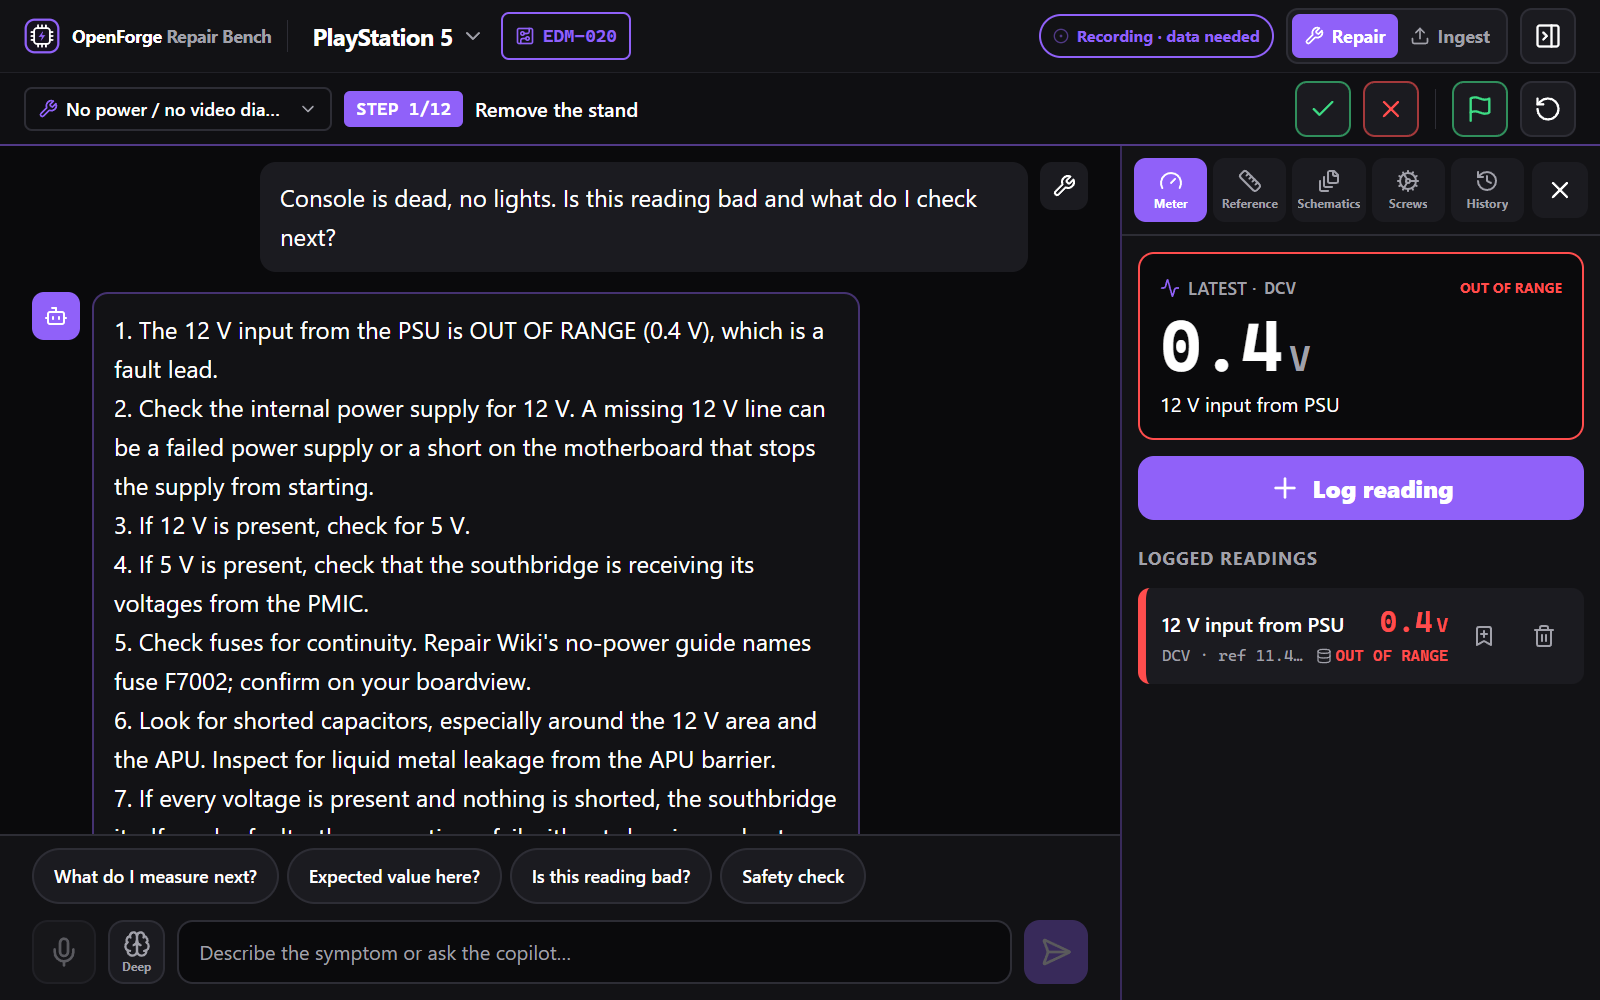 OpenForge Repair Bench
PlayStation 5
EDM-020
Recording · data needed
Repair
Ingest
No power / no video dia...
STEP 1/12
Remove the stand
Console is dead, no lights. Is this reading bad and what do I check
next?
1. The 12 V input from the PSU is OUT OF RANGE (0.4 V), which is a
fault lead.
2. Check the internal power supply for 12 V. A missing 12 V line can
be a failed power supply or a short on the motherboard that stops
the supply from starting.
3. If 12 V is present, check for 5 V.
4. If 5 V is present, check that the southbridge is receiving its
voltages from the PMIC.
5. Check fuses for continuity. Repair Wiki's no-power guide names
fuse F7002; confirm on your boardview.
6. Look for shorted capacitors, especially around the 12 V area and
the APU. Inspect for liquid metal leakage from the APU barrier.
7. If every voltage is present and nothing is shorted, the southbridge
What do I measure next?
Expected value here?
Is this reading bad?
Safety check
Deep
Describe the symptom or ask the copilot...
Meter
Reference
Schematics
Screws
History
LATEST · DCV
OUT OF RANGE
0.4 V
12 V input from PSU
Log reading
LOGGED READINGS
12 V input from PSU
0.4 V
DCV · ref 11.4…
OUT OF RANGE